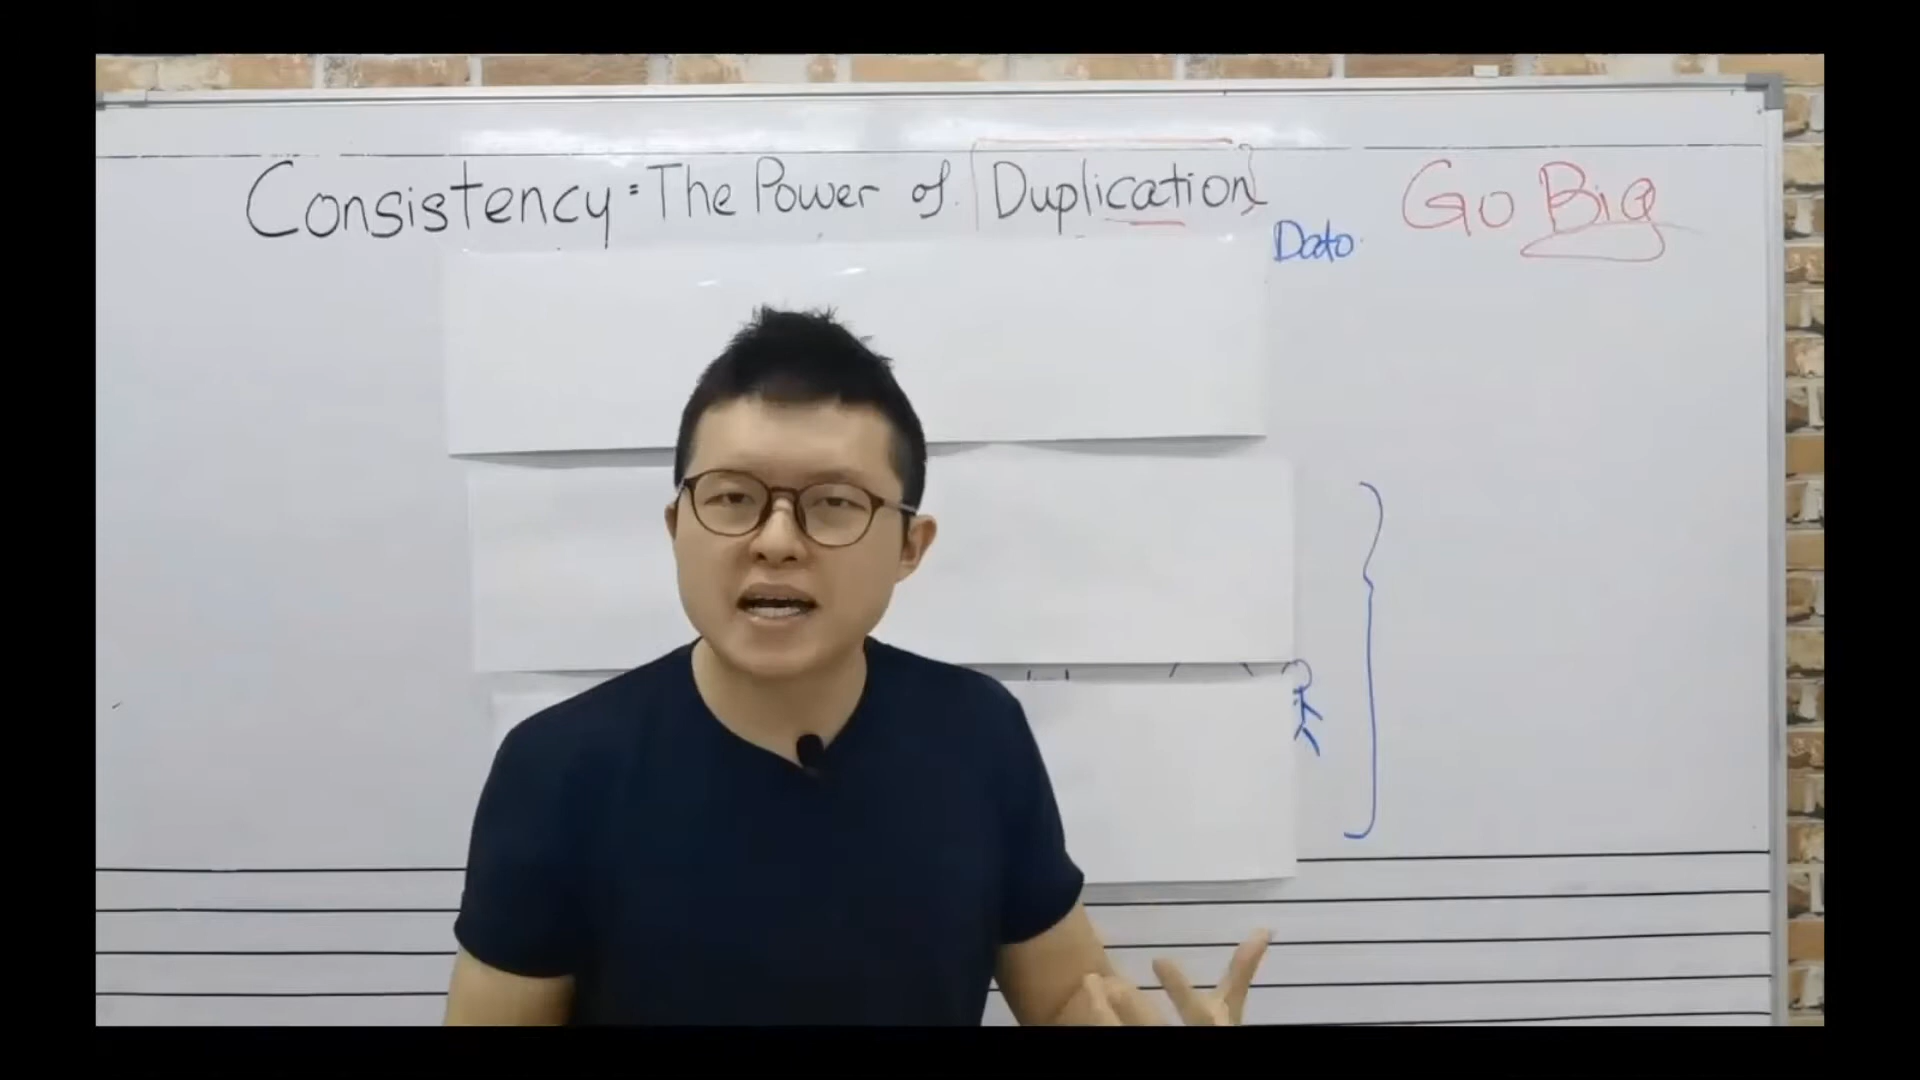 Consistency = The Power of Duplication
Dato
Go Big